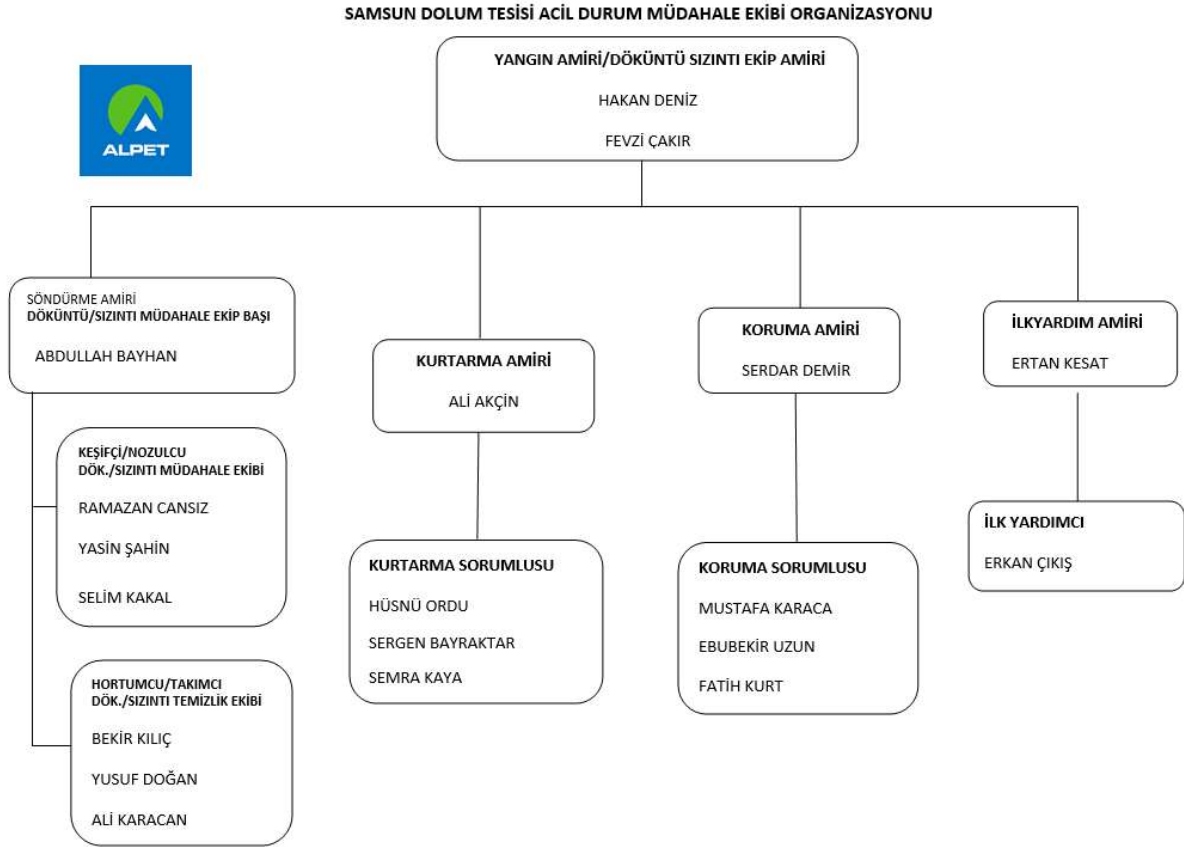 SAMSUN DOLUM TESİSİ ACİL DURUM MÜDAHALE EKİBİ ORGANİZASYONU
YANGIN AMİRİ/DÖKÜNTÜ SIZINTI EKİP AMİRİ
HAKAN DENİZ
FEVZİ ÇAKIR
ALPET
SÖNDÜRME AMİRİ
DÖKÜNTÜ/SIZINTI MÜDAHALE EKİP BAŞI
ABDULLAH BAYHAN
KEŞİFÇİ/NOZULCU
DÖK./SIZINTI MÜDAHALE EKİBİ
RAMAZAN CANSIZ
YASİN ŞAHİN
SELİM KAKAL
HORTUMCU/TAKIMCI
DÖK./SIZINTI TEMİZLİK EKİBİ
BEKİR KILIÇ
YUSUF DOĞAN
ALİ KARACAN
KURTARMA AMİRİ
ALİ AKÇİN
KURTARMA SORUMLUSU
HÜSNÜ ORDU
SERGEN BAYRAKTAR
SEMRA KAYA
KORUMA AMİRİ
SERDAR DEMİR
KORUMA SORUMLUSU
MUSTAFA KARACA
EBUBEKİR UZUN
FATİH KURT
İLKYARDIM AMİRİ
ERTAN KESAT
İLK YARDIMCI
ERKAN ÇIKIŞ